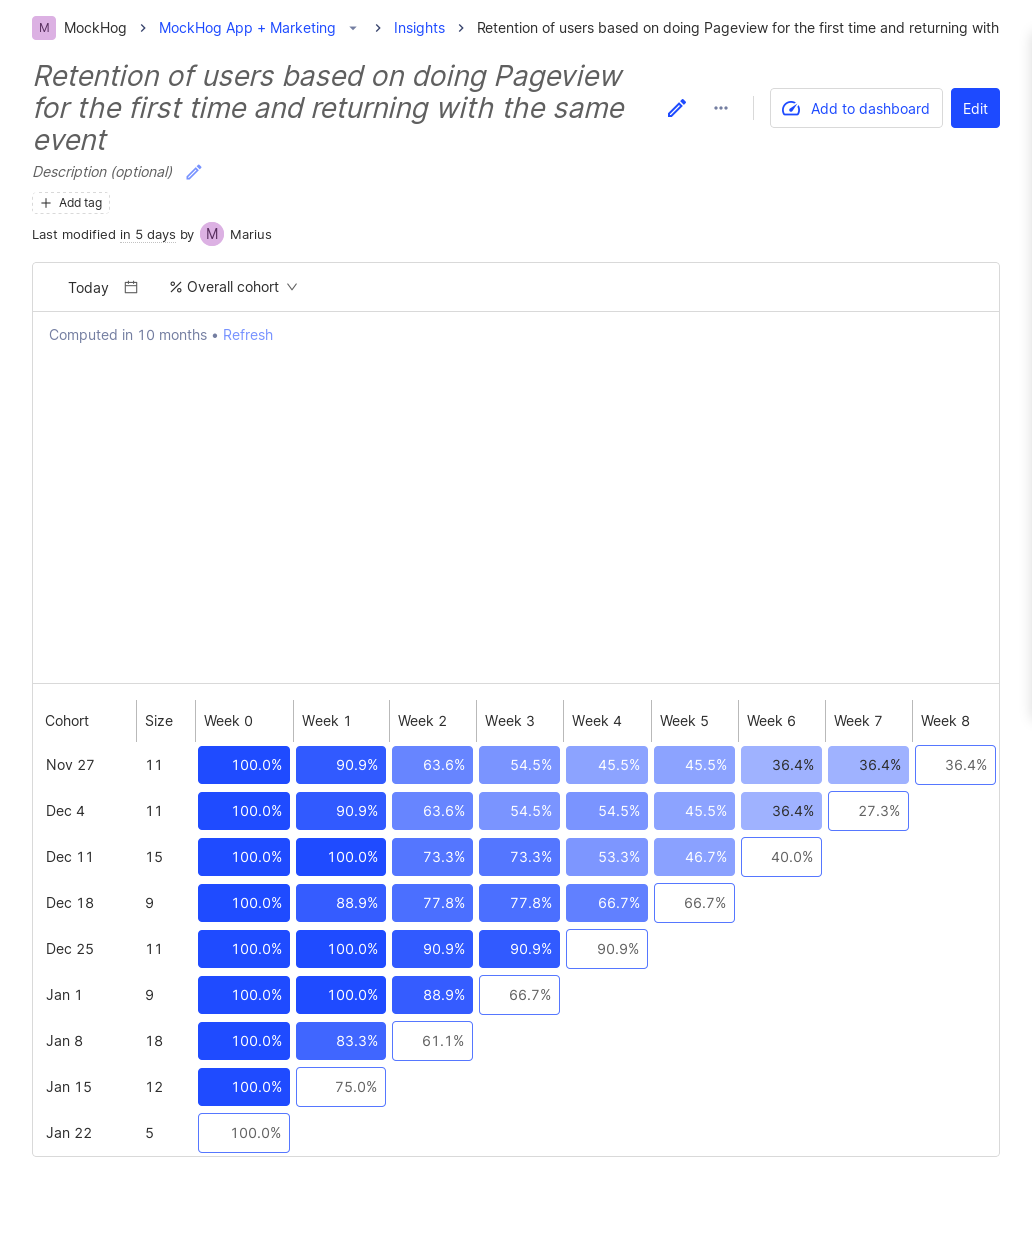 M MockHog > MockHog App + Marketing > Insights > Retention of users based on doing Pageview for the first time and returning with
Retention of users based on doing Pageview
for the first time and returning with the same
event
Add to dashboard
Edit
Description (optional)
+ Add tag
Last modified in 5 days by M Marius
Today
% Overall cohort
Computed in 10 months • Refresh
Cohort Size Week 0 Week 1 Week 2 Week 3 Week 4 Week 5 Week 6 Week 7 Week 8
Nov 27 11 100.0% 90.9% 63.6% 54.5% 45.5% 45.5% 36.4% 36.4% 36.4%
Dec 4 11 100.0% 90.9% 63.6% 54.5% 54.5% 45.5% 36.4% 27.3%
Dec 11 15 100.0% 100.0% 73.3% 73.3% 53.3% 46.7% 40.0%
Dec 18 9 100.0% 88.9% 77.8% 77.8% 66.7% 66.7%
Dec 25 11 100.0% 100.0% 90.9% 90.9% 90.9%
Jan 1 9 100.0% 100.0% 88.9% 66.7%
Jan 8 18 100.0% 83.3% 61.1%
Jan 15 12 100.0% 75.0%
Jan 22 5 100.0%